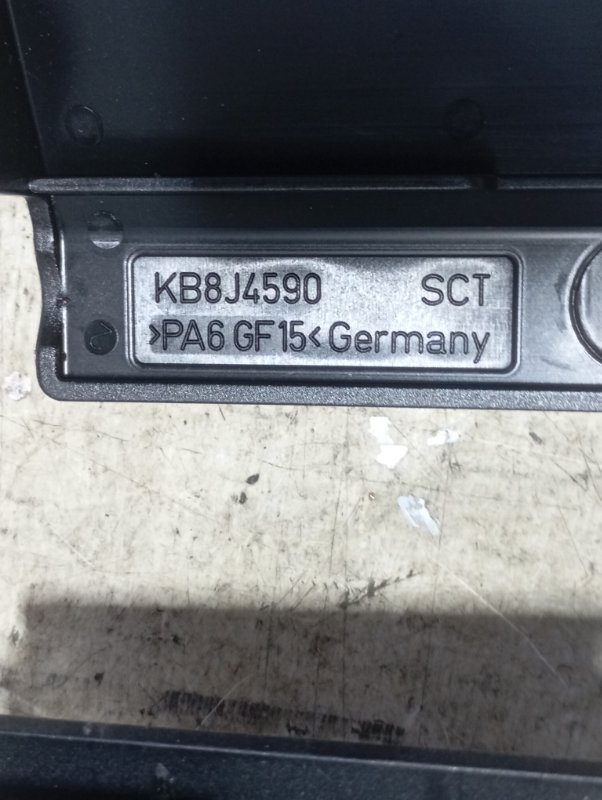 KB8J4590 SCT
>PA6 GF15< Germany